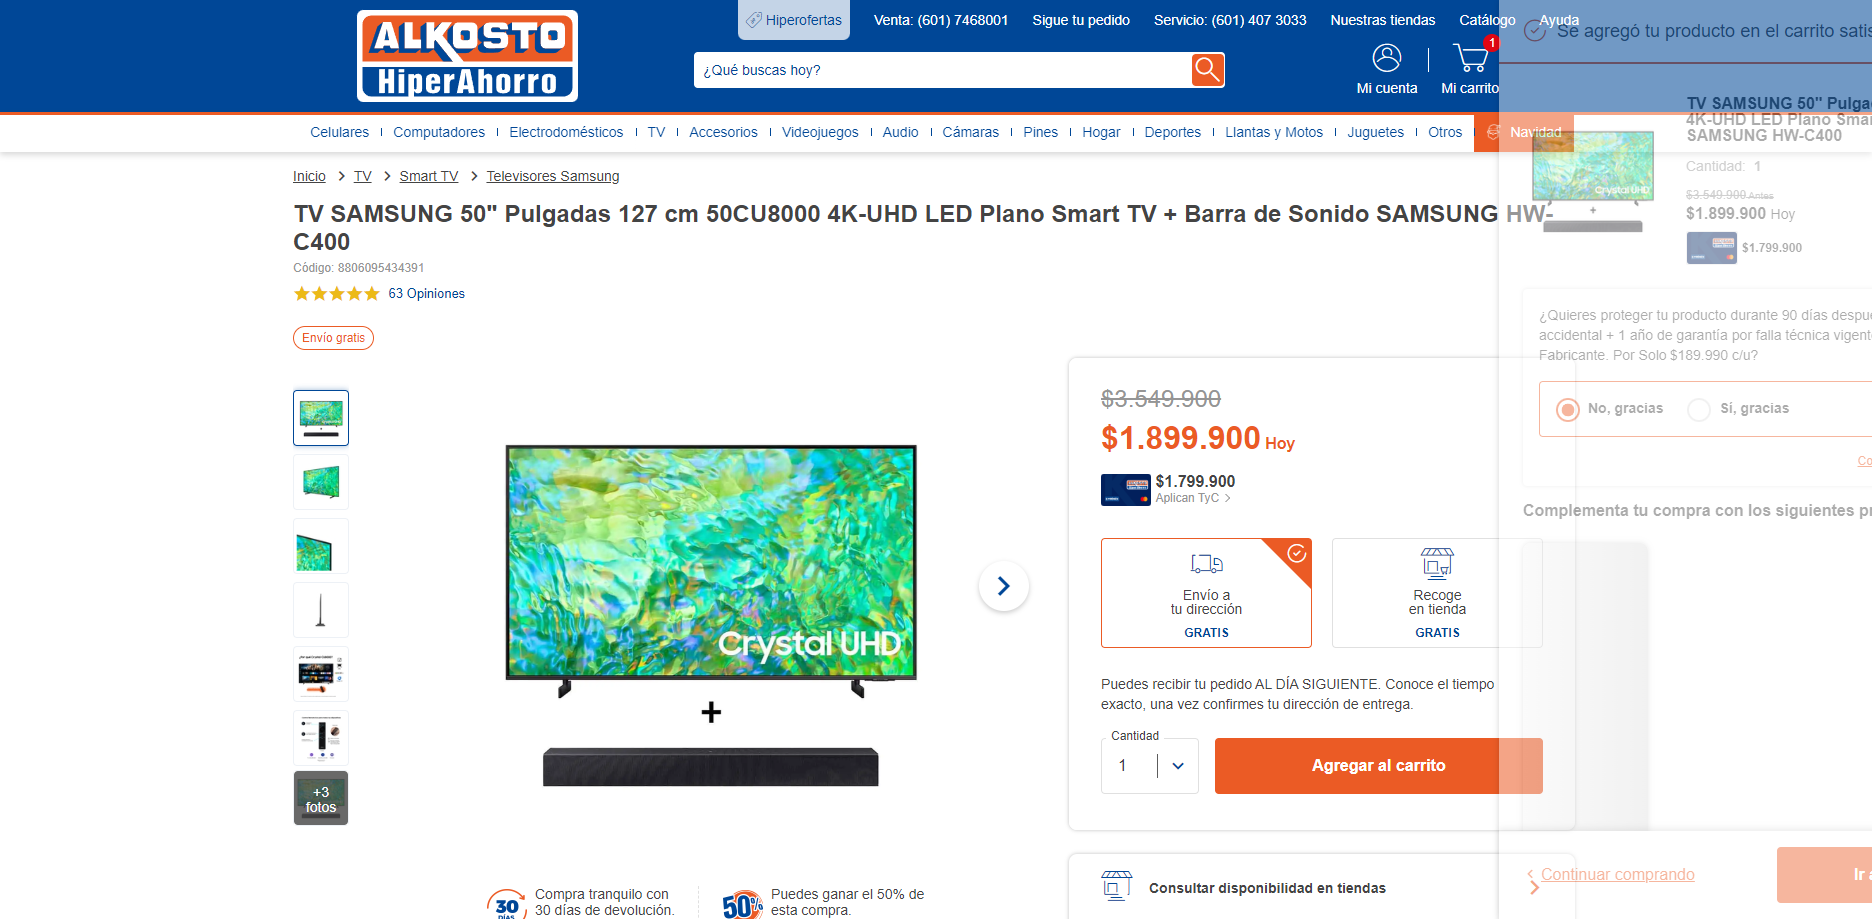 Hiperofertas
Venta: (601) 7468001
Sigue tu pedido
Servicio: (601) 407 3033
Nuestras tiendas
Catálogo
Ayuda
ALKOSTO
HiperAhorro
¿Qué buscas hoy?
Mi cuenta
1
Mi carrito
Celulares
Computadores
Electrodomésticos
TV
Accesorios
Videojuegos
Audio
Cámaras
Pines
Hogar
Deportes
Llantas y Motos
Juguetes
Otros
Navidad
Inicio > TV > Smart TV > Televisores Samsung
TV SAMSUNG 50" Pulgadas 127 cm 50CU8000 4K-UHD LED Plano Smart TV + Barra de Sonido SAMSUNG HW-
C400
Código: 8806095434391
63 Opiniones
Envío gratis
+3
fotos
Crystal UHD
+
$3.549.900
$1.899.900 Hoy
$1.799.900
Aplican TyC >
Envío a
tu dirección
GRATIS
Recoge
en tienda
GRATIS
Puedes recibir tu pedido AL DÍA SIGUIENTE. Conoce el tiempo
exacto, una vez confirmes tu dirección de entrega.
Cantidad
1
Agregar al carrito
Consultar disponibilidad en tiendas
30
DÍAS
Compra tranquilo con
30 días de devolución.
50%
Puedes ganar el 50% de
esta compra.
Se agregó tu producto en el carrito satis
TV SAMSUNG 50" Pulga
4K-UHD LED Plano Smar
SAMSUNG HW-C400
Cantidad: 1
$3.549.900 Antes
$1.899.900 Hoy
$1.799.900
Crystal UHD
+
¿Quieres proteger tu producto durante 90 días despu
accidental + 1 año de garantía por falla técnica vigent
Fabricante. Por Solo $189.990 c/u?
No, gracias
Sí, gracias
Co
Complementa tu compra con los siguientes pr
Continuar comprando
Ir a